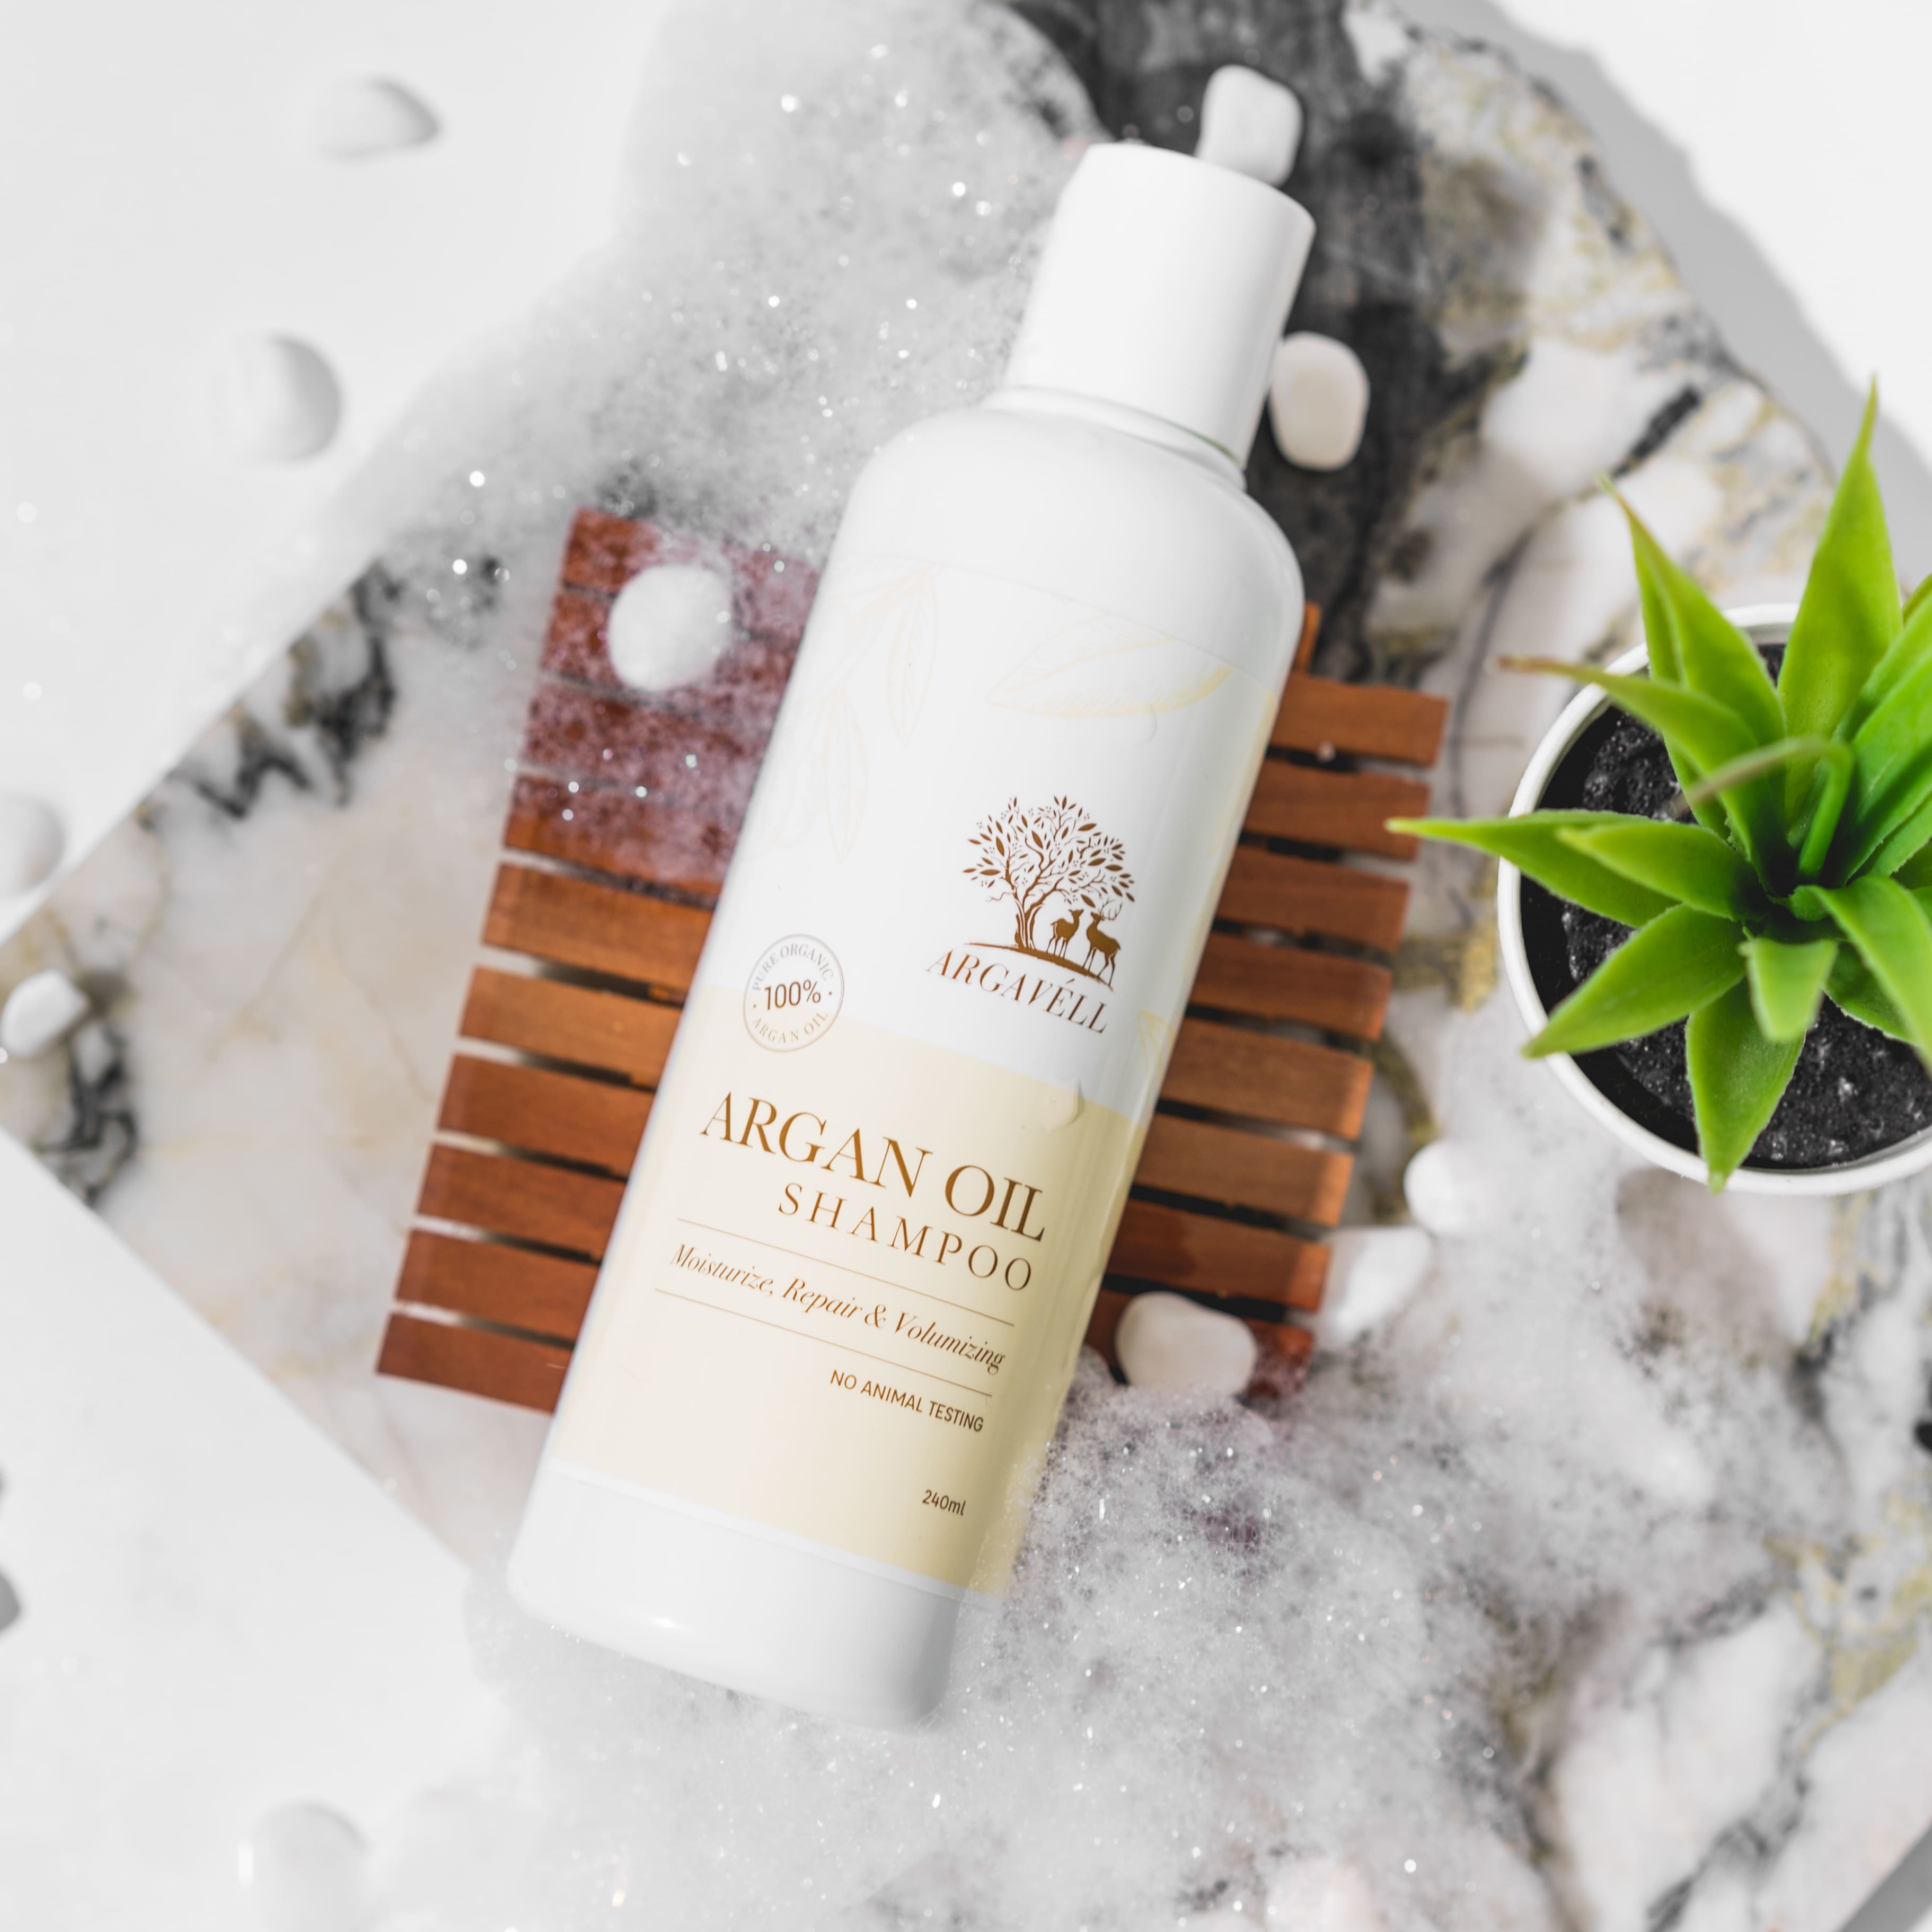 ARGAVÉLL
PURE ORGANIC
100%
ARGAN OIL
ARGAN OIL
SHAMPOO
Moisturize, Repair & Volumizing
NO ANIMAL TESTING
240ml